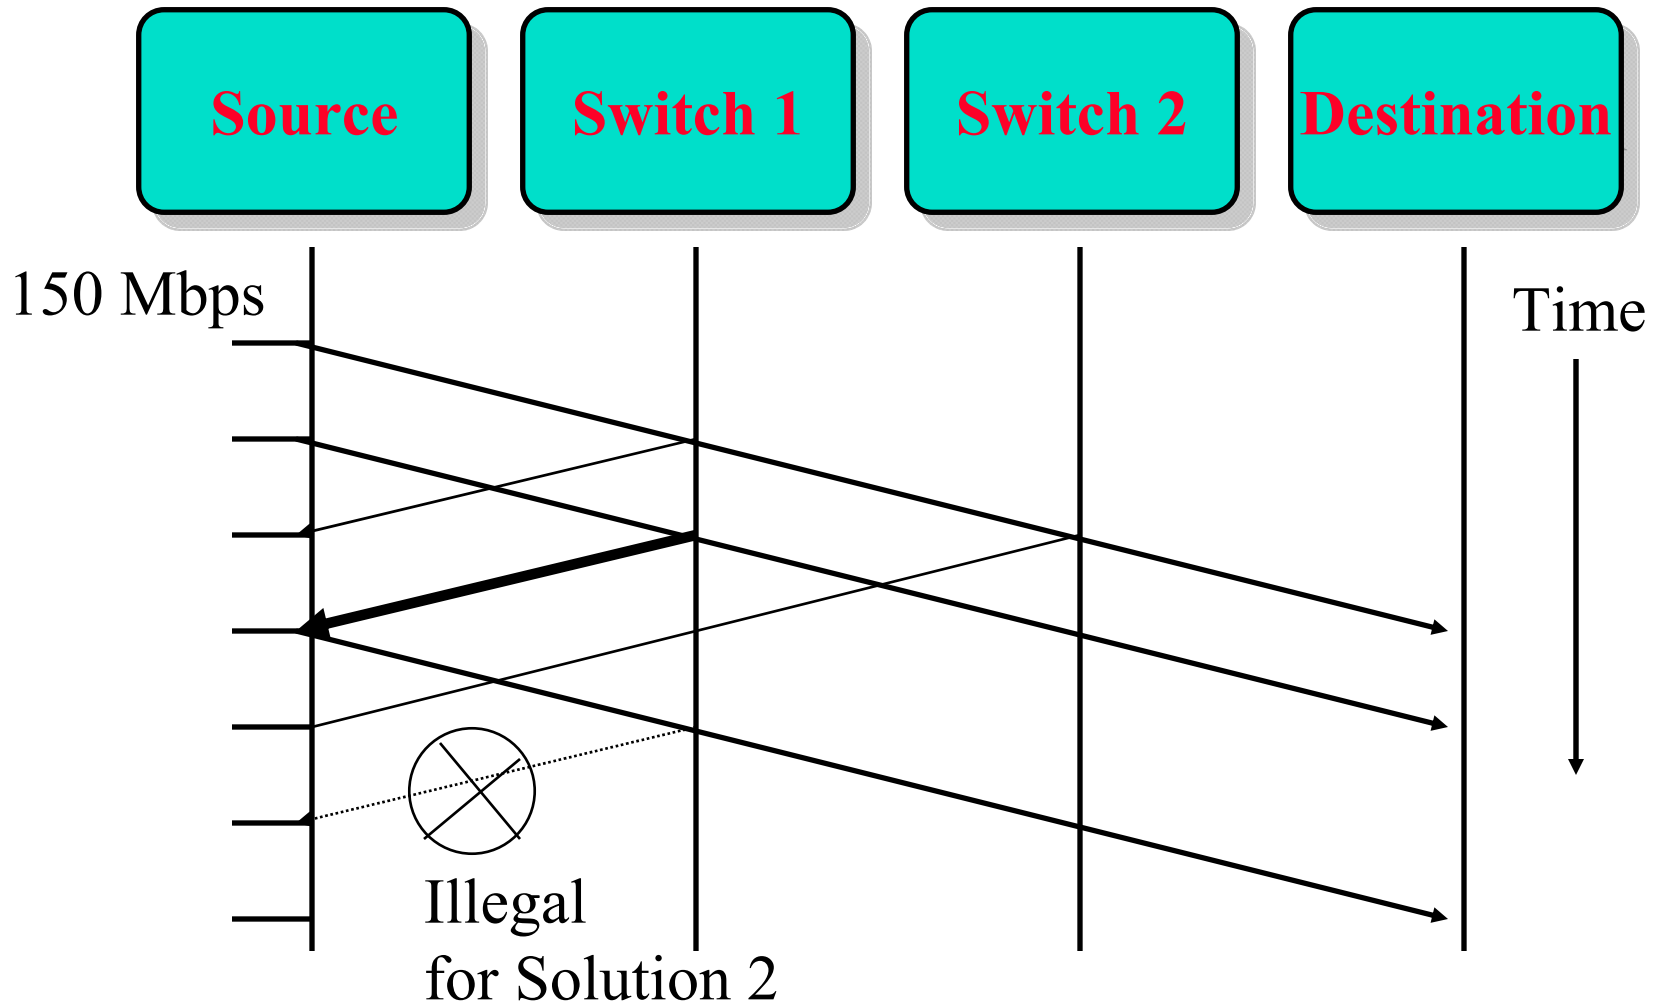 Source
Switch 1
Switch 2
Destination
150 Mbps
Time
Illegal
for Solution 2